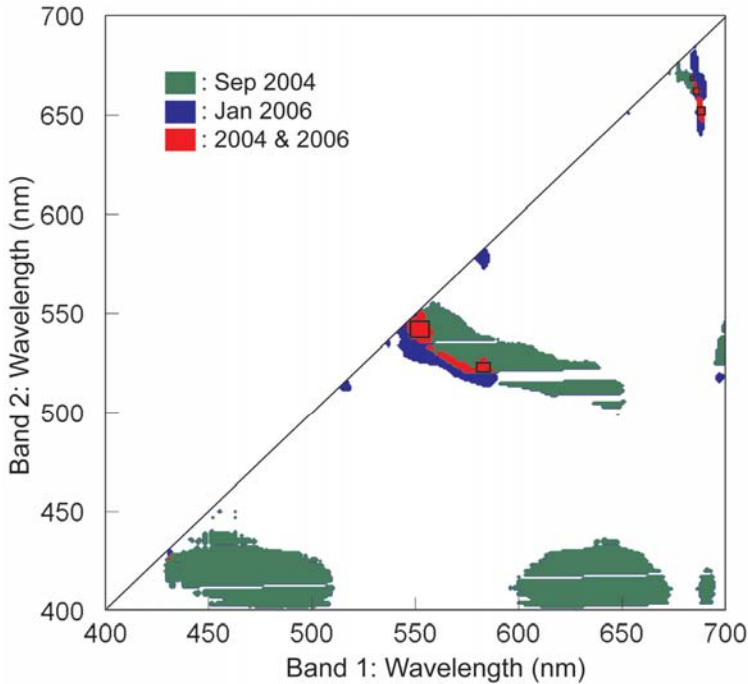 700
650
600
550
500
450
400
Band 2: Wavelength (nm)
: Sep 2004
: Jan 2006
: 2004 & 2006
400 450 500 550 600 650 700
Band 1: Wavelength (nm)